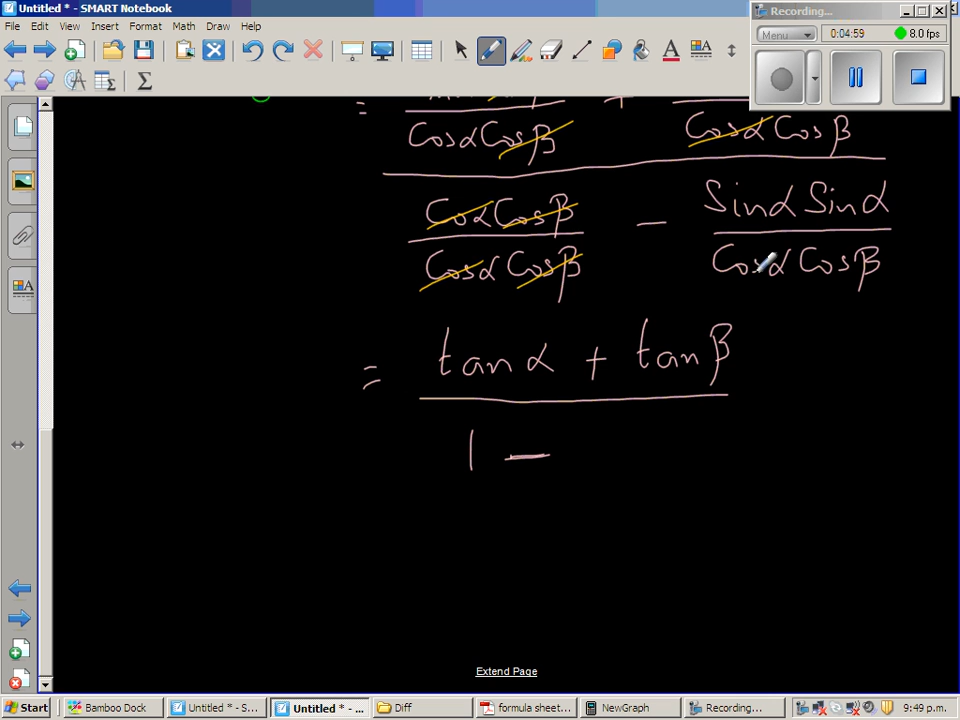 Untitled * - SMART Notebook
File Edit View Insert Format Math Draw Help
Recording...
Menu 0:04:59 8.0 fps
= +
CosαCosβ CosαCosβ
CosαCosβ - Sinα Sinα
CosαCosβ CosαCosβ
= tanα + tanβ
1 -
Extend Page
Start Bamboo Dock Untitled * - S... Untitled * - ... Diff formula sheet... NewGraph Recording... 9:49 p.m.